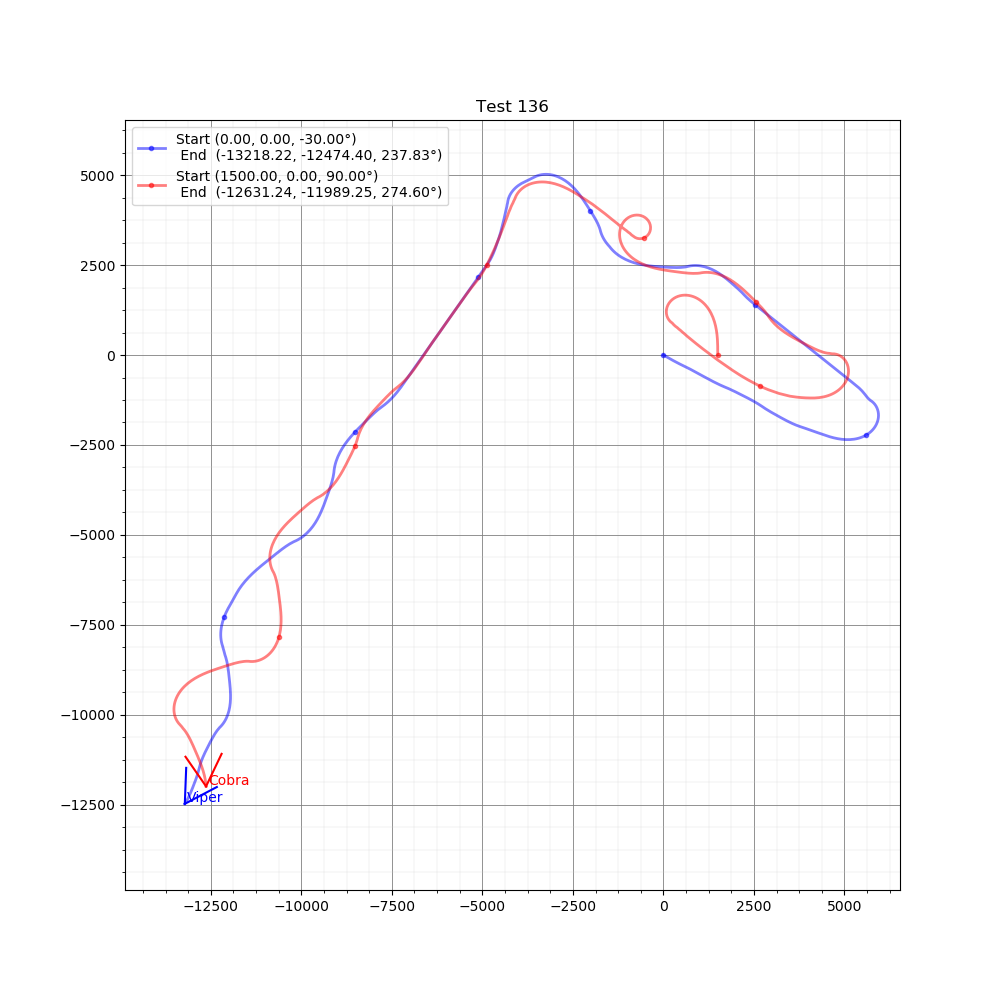 Test 136
Start (0.00, 0.00, -30.00°)
End  (-13218.22, -12474.40, 237.83°)
Start (1500.00, 0.00, 90.00°)
End  (-12631.24, -11989.25, 274.60°)
5000
2500
0
−2500
−5000
−7500
−10000
−12500
Cobra
Viper
−12500 −10000 −7500 −5000 −2500 0 2500 5000